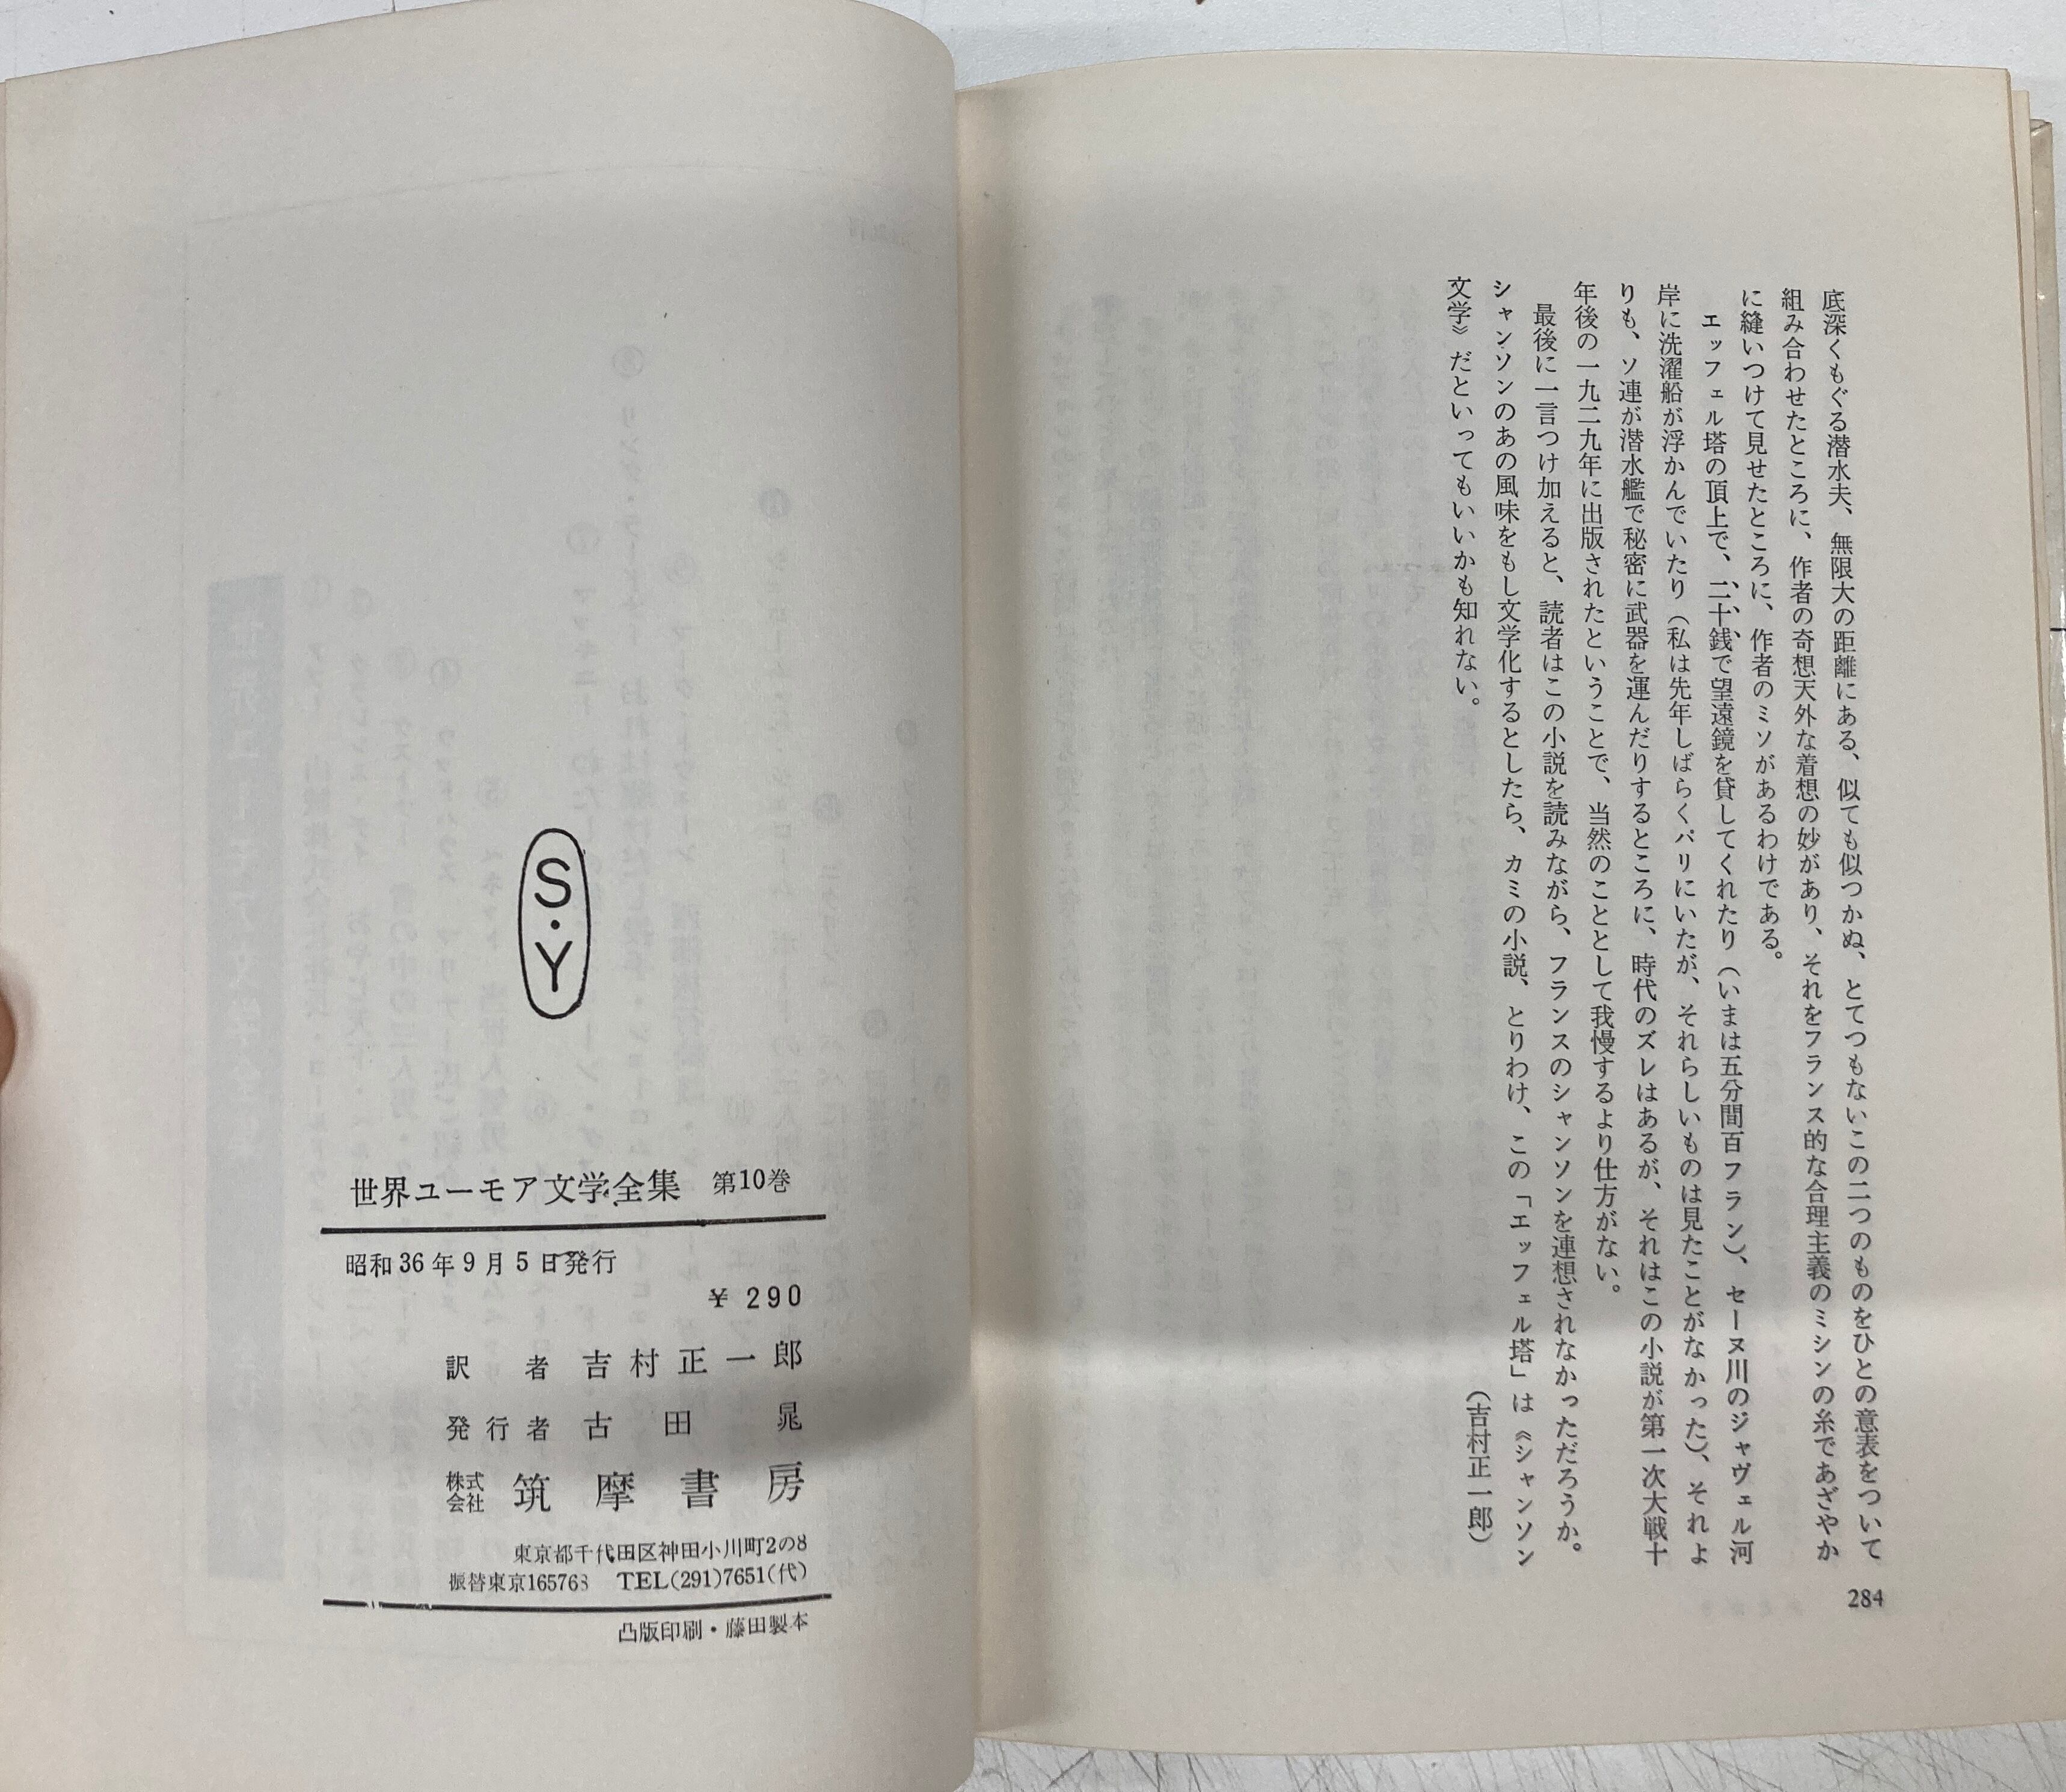 底深くもぐる潜水夫、無限大の距離にある、似ても似つかぬ、とてつもないこの二つのものをひとの意表をついて
組み合わせたところに、作者の奇想天外な着想の妙があり、それをフランス的な合理主義のミシンの糸であざやか
に縫いつけて見せたところに、作者のミソがあるわけである。
エッフェル塔の頂上で、二十銭で望遠鏡を貸してくれたり（いまは五分間百フラン）、セーヌ川のジャヴェル河
岸に洗濯船が浮かんでいたり（私は先年しばらくパリにいたが、それらしいものは見たことがなかった）、それよ
りも、ソ連が潜水艦で秘密に武器を運んだりするところに、時代のズレはあるが、それはこの小説が第一次大戦十
年後の一九二九年に出版されたということで、当然のこととして我慢するより仕方がない。
最後に一言つけ加えると、読者はこの小説を読みながら、フランスのシャンソンを連想されなかっただろうか。
シャンソンのあの風味をもし文学化するとしたら、カミの小説、とりわけ、この「エッフェル塔」は《シャンソン
文学》だといってもいいかも知れない。
（吉村正一郎）
284
S・Y
世界ユーモア文学全集 第10巻
昭和36年9月5日発行
¥ 290
訳者 吉村正一郎
発行者 古田晁
株式会社 筑摩書房
東京都千代田区神田小川町2の8
振替東京165768 TEL(291)7651(代)
凸版印刷・藤田製本